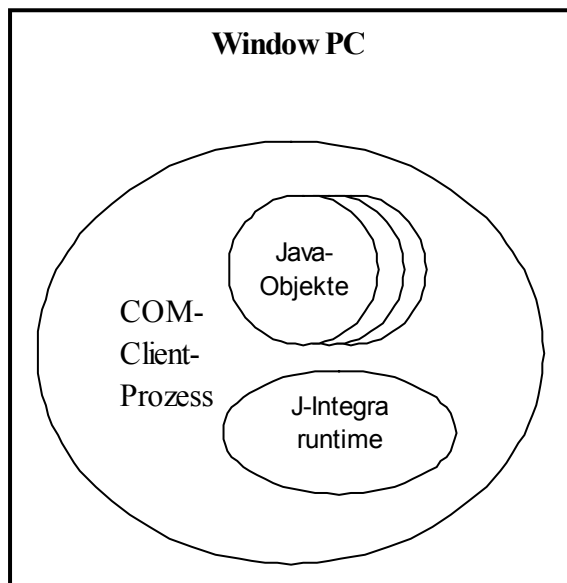 Window PC
Java-
Objekte
COM-
Client-
Prozess
J-Integra
runtime